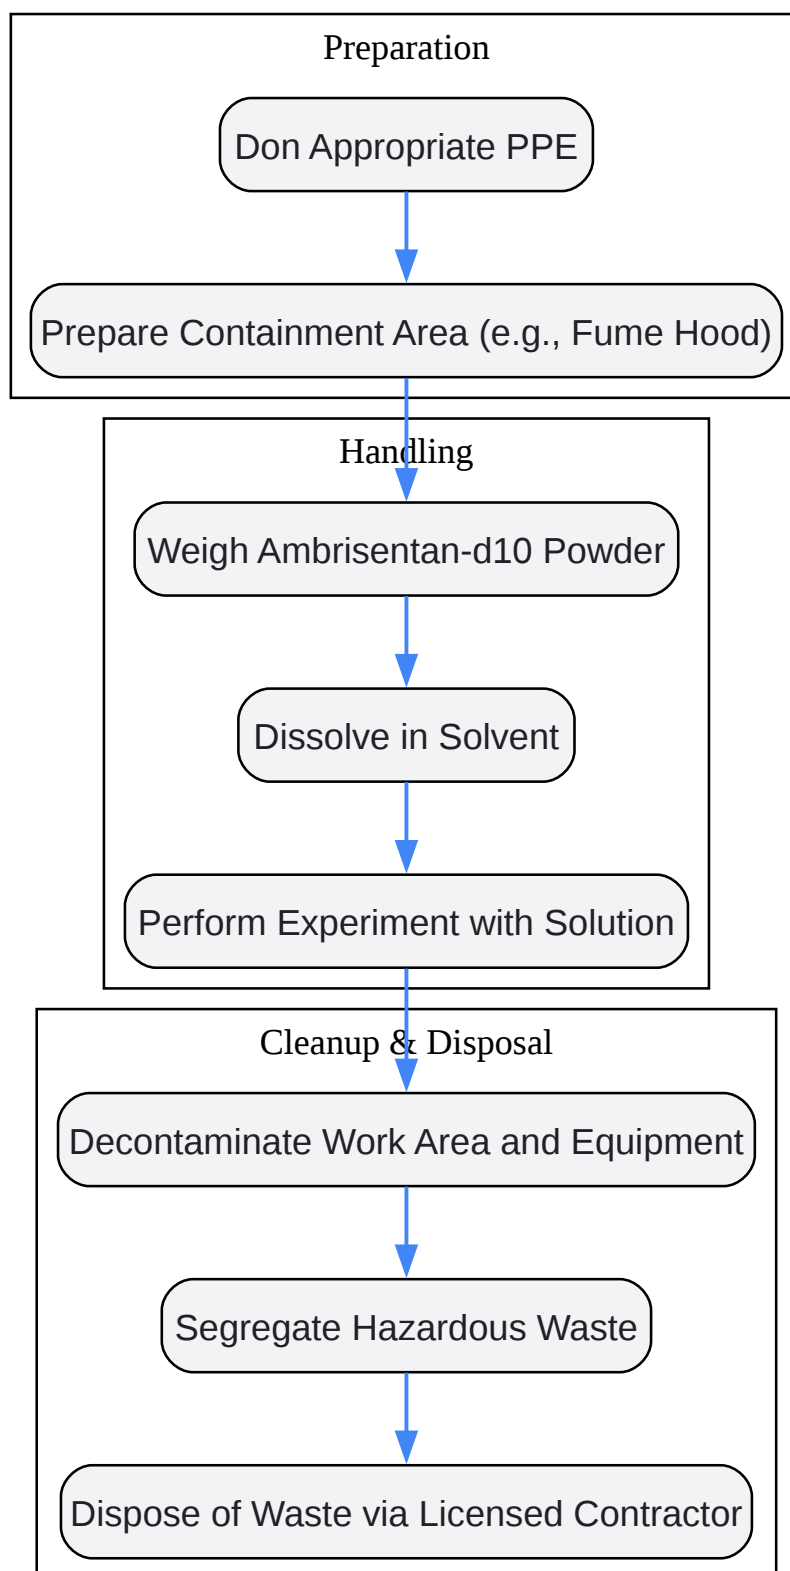 Preparation
Don Appropriate PPE
Prepare Containment Area (e.g., Fume Hood)
Handling
Weigh Ambrisentan-d10 Powder
Dissolve in Solvent
Perform Experiment with Solution
Cleanup & Disposal
Decontaminate Work Area and Equipment
Segregate Hazardous Waste
Dispose of Waste via Licensed Contractor